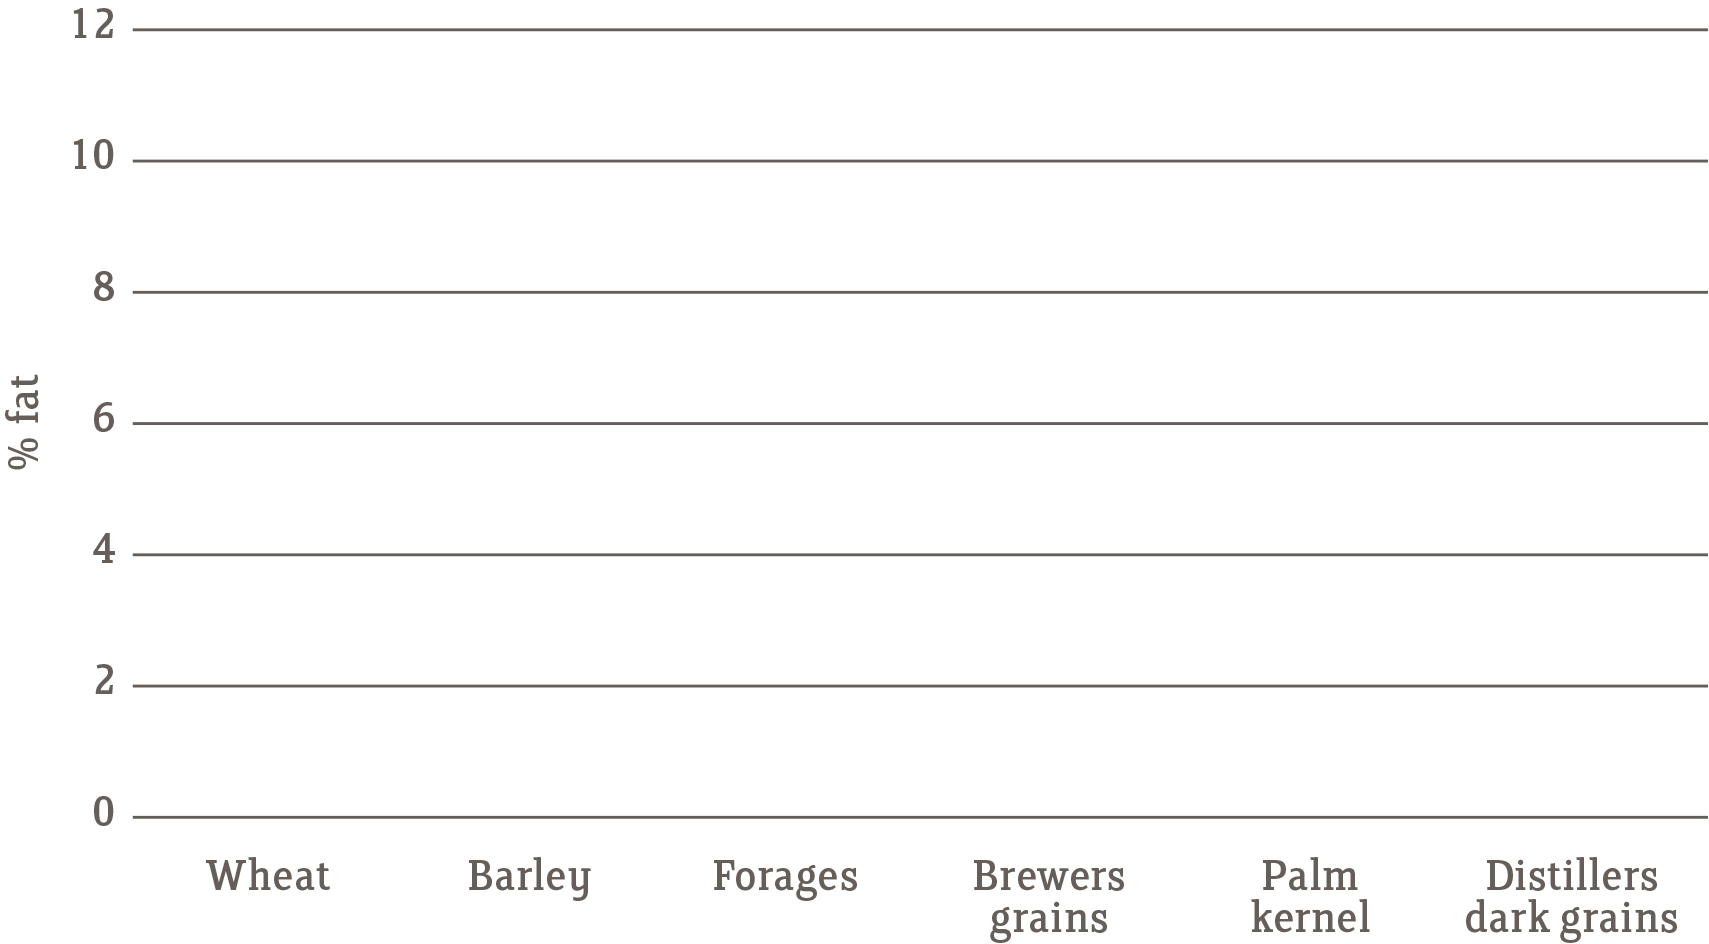 12
10
8
6
4
2
0
% fat
Wheat
Barley
Forages
Brewers
grains
Palm
kernel
Distillers
dark grains